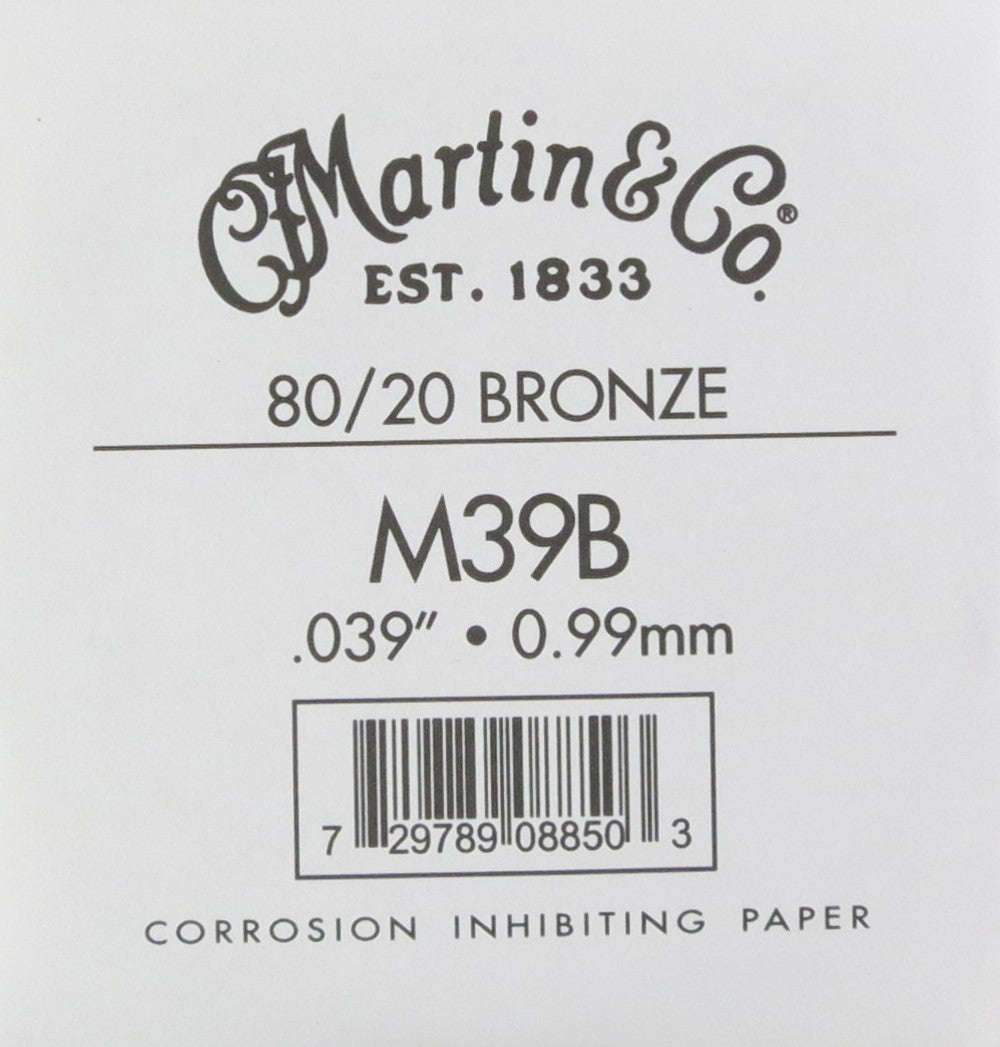 CFMartin & Co.®
EST. 1833
80/20 BRONZE
M39B
.039" • 0.99mm
7 29789 08850 3
CORROSION INHIBITING PAPER